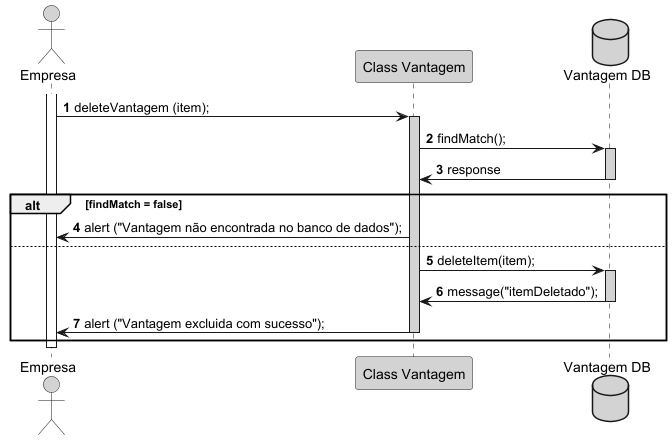 Empresa
Class Vantagem
Vantagem DB
1 deleteVantagem (item);
2 findMatch();
3 response
alt [findMatch = false]
4 alert ("Vantagem não encontrada no banco de dados");
5 deleteItem(item);
6 message("itemDeletado");
7 alert ("Vantagem excluida com sucesso");
Empresa
Class Vantagem
Vantagem DB